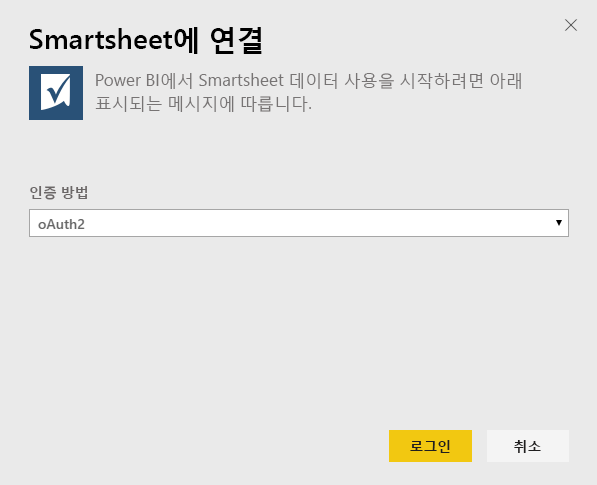 Smartsheet에 연결
Power BI에서 Smartsheet 데이터 사용을 시작하려면 아래
표시되는 메시지에 따릅니다.
인증 방법
oAuth2
로그인
취소